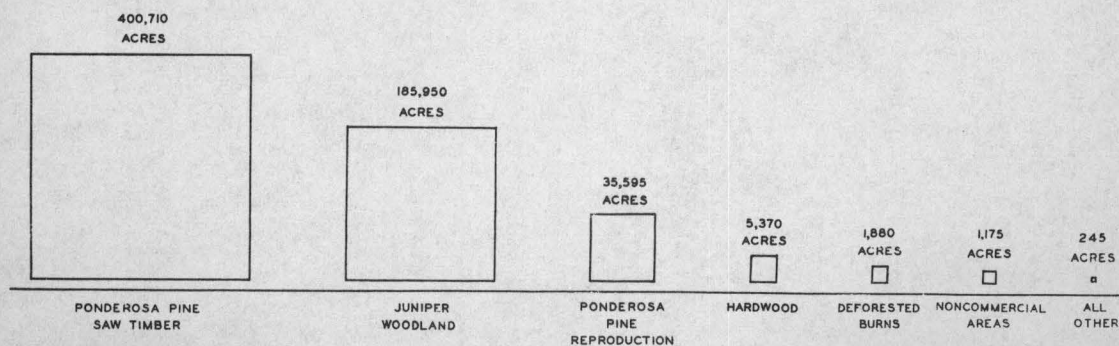 400,710
ACRES
185,950
ACRES
35,595
ACRES
5,370
ACRES
1,880
ACRES
1,175
ACRES
245
ACRES
PONDEROSA PINE
SAW TIMBER
JUNIPER
WOODLAND
PONDEROSA
PINE
REPRODUCTION
HARDWOOD
DEFORESTED
BURNS
NONCOMMERCIAL
AREAS
ALL
OTHER